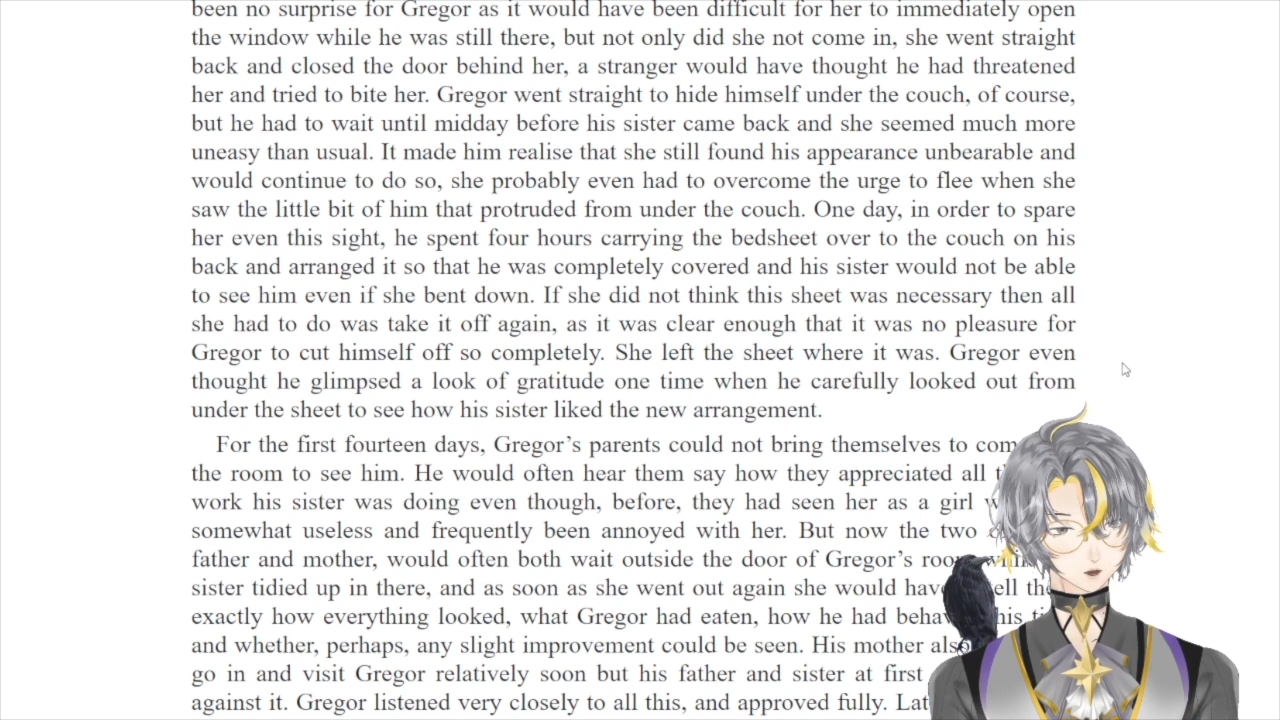 been no surprise for Gregor as it would have been difficult for her to immediately open
the window while he was still there, but not only did she not come in, she went straight
back and closed the door behind her, a stranger would have thought he had threatened
her and tried to bite her. Gregor went straight to hide himself under the couch, of course,
but he had to wait until midday before his sister came back and she seemed much more
uneasy than usual. It made him realise that she still found his appearance unbearable and
would continue to do so, she probably even had to overcome the urge to flee when she
saw the little bit of him that protruded from under the couch. One day, in order to spare
her even this sight, he spent four hours carrying the bedsheet over to the couch on his
back and arranged it so that he was completely covered and his sister would not be able
to see him even if she bent down. If she did not think this sheet was necessary then all
she had to do was take it off again, as it was clear enough that it was no pleasure for
Gregor to cut himself off so completely. She left the sheet where it was. Gregor even
thought he glimpsed a look of gratitude one time when he carefully looked out from
under the sheet to see how his sister liked the new arrangement.
For the first fourteen days, Gregor's parents could not bring themselves to
the room to see him. He would often hear them say how they appreciated all
work his sister was doing even though, before, they had seen her as a girl
somewhat useless and frequently been annoyed with her. But now the two
father and mother, would often both wait outside the door of Gregor's
sister tidied up in there, and as soon as she went out again she would
exactly how everything looked, what Gregor had eaten, how he had
and whether, perhaps, any slight improvement could be seen. His mother
go in and visit Gregor relatively soon but his father and sister at first
against it. Gregor listened very closely to all this, and approved fully.